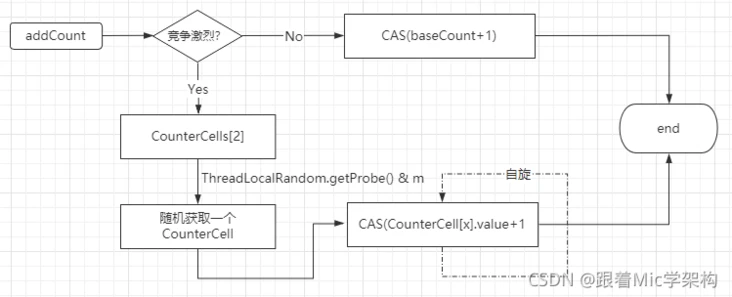 addCount
竞争激烈?
No
CAS(baseCount+1)
Yes
end
CounterCells[2]
ThreadLocalRandom.getProbe() & m
自旋
随机获取一个
CounterCell
CAS(CounterCell[x].value+1
CSDN @跟着Mic学架构